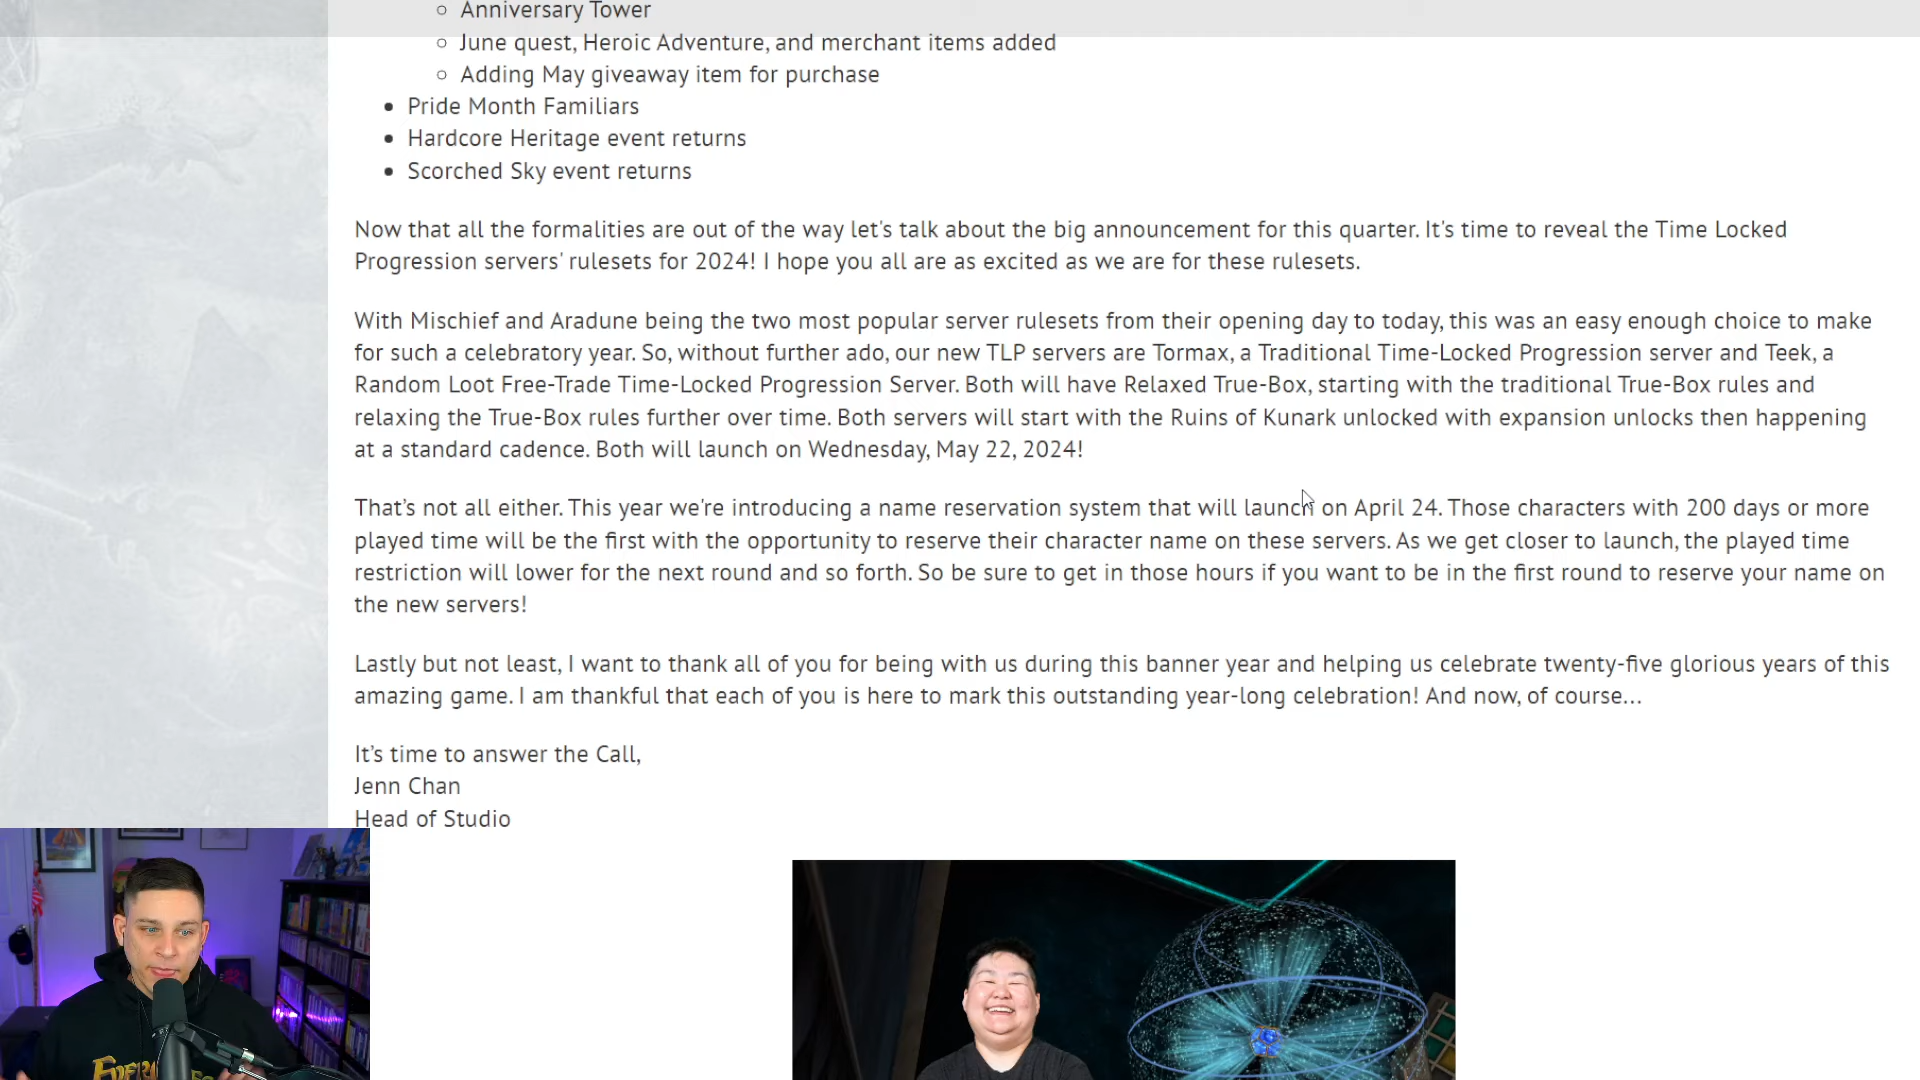 Anniversary Tower
June quest, Heroic Adventure, and merchant items added
Adding May giveaway item for purchase
Pride Month Familiars
Hardcore Heritage event returns
Scorched Sky event returns
Now that all the formalities are out of the way let's talk about the big announcement for this quarter. It's time to reveal the Time Locked
Progression servers' rulesets for 2024! I hope you all are as excited as we are for these rulesets.
With Mischief and Aradune being the two most popular server rulesets from their opening day to today, this was an easy enough choice to make
for such a celebratory year. So, without further ado, our new TLP servers are Tormax, a Traditional Time-Locked Progression server and Teek, a
Random Loot Free-Trade Time-Locked Progression Server. Both will have Relaxed True-Box, starting with the traditional True-Box rules and
relaxing the True-Box rules further over time. Both servers will start with the Ruins of Kunark unlocked with expansion unlocks then happening
at a standard cadence. Both will launch on Wednesday, May 22, 2024!
That’s not all either. This year we're introducing a name reservation system that will launch on April 24. Those characters with 200 days or more
played time will be the first with the opportunity to reserve their character name on these servers. As we get closer to launch, the played time
restriction will lower for the next round and so forth. So be sure to get in those hours if you want to be in the first round to reserve your name on
the new servers!
Lastly but not least, I want to thank all of you for being with us during this banner year and helping us celebrate twenty-five glorious years of this
amazing game. I am thankful that each of you is here to mark this outstanding year-long celebration! And now, of course...
It’s time to answer the Call,
Jenn Chan
Head of Studio